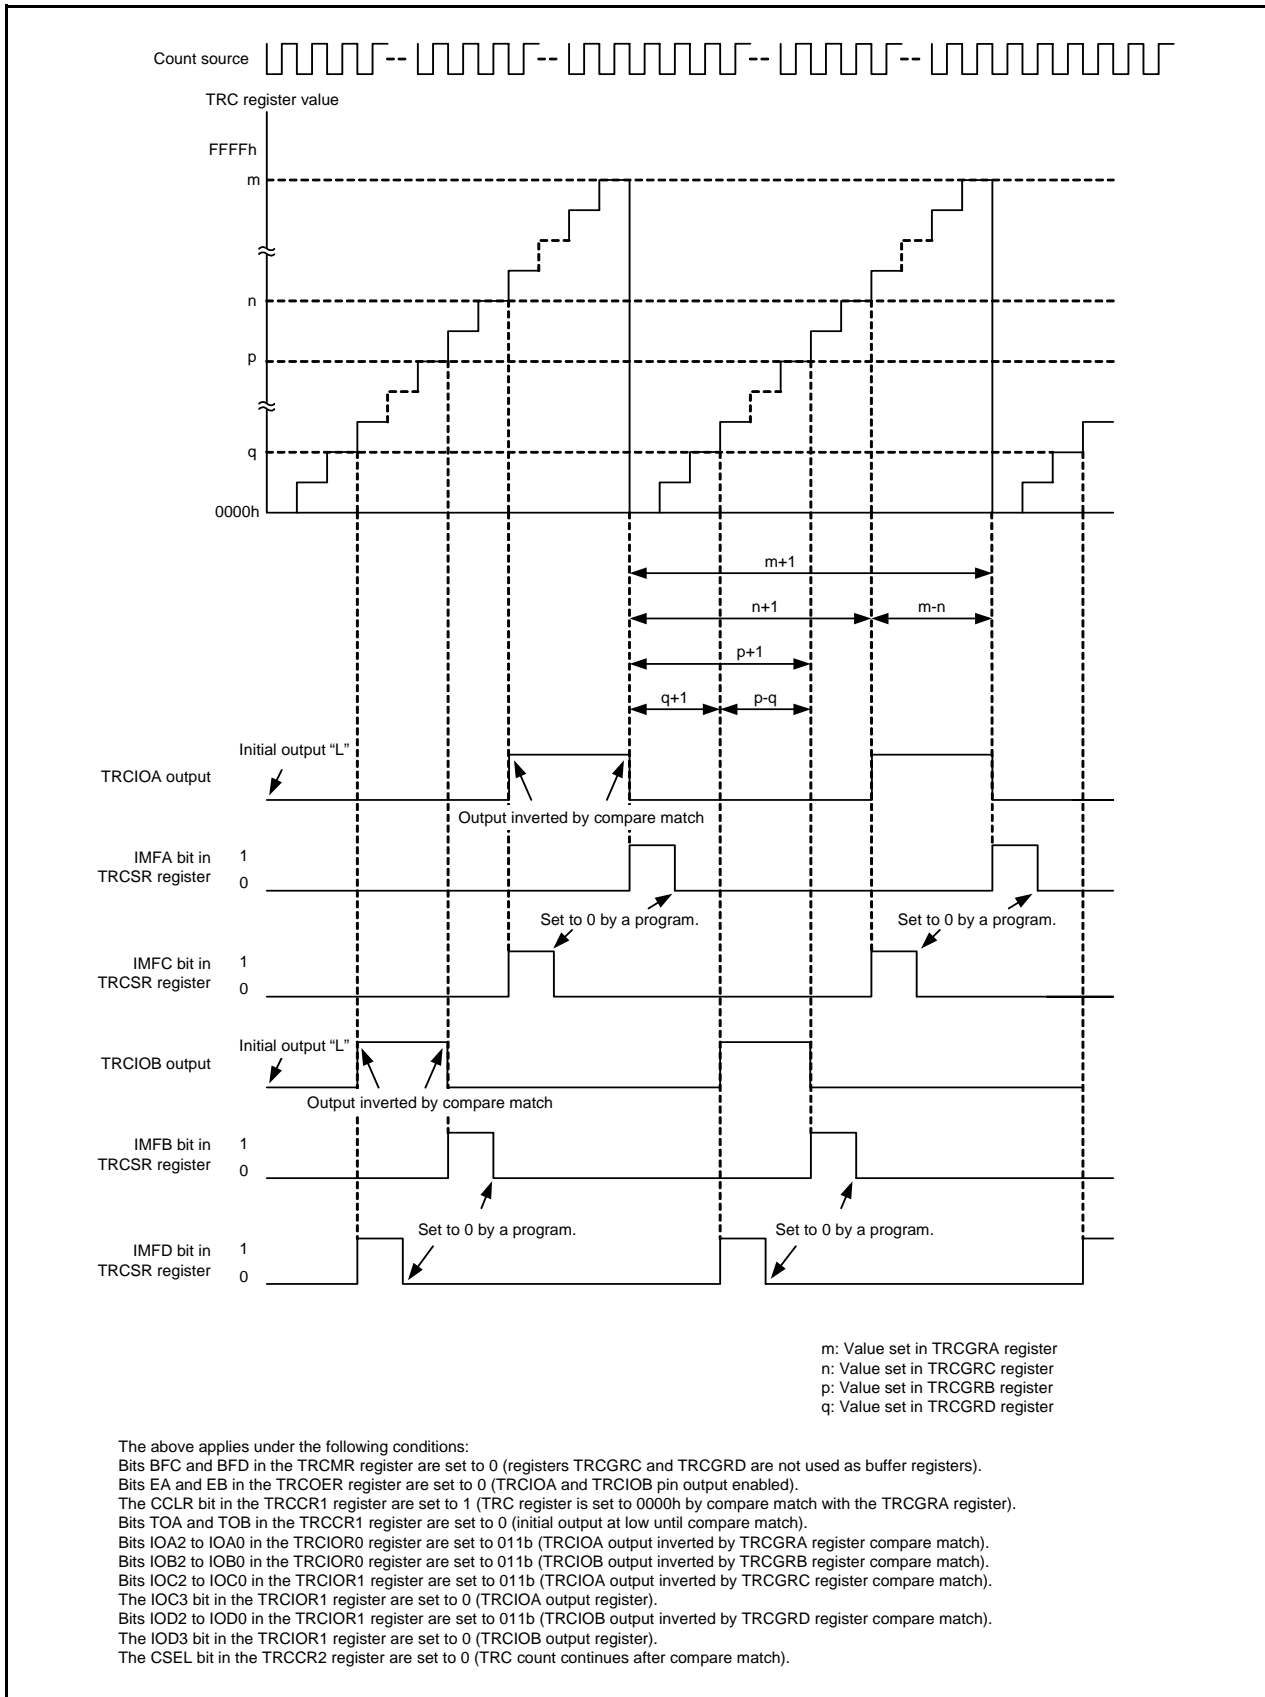 Count source
TRC register value
FFFFh
m
n
p
q
0000h
m+1
n+1
m-n
p+1
q+1
p-q
Initial output “L”
TRCIOA output
Output inverted by compare match
IMFA bit in
TRCSR register
1
0
Set to 0 by a program.
Set to 0 by a program.
IMFC bit in
TRCSR register
1
0
Initial output “L”
TRCIOB output
Output inverted by compare match
IMFB bit in
TRCSR register
1
0
Set to 0 by a program.
Set to 0 by a program.
IMFD bit in
TRCSR register
1
0
m: Value set in TRCGRA register
n: Value set in TRCGRC register
p: Value set in TRCGRB register
q: Value set in TRCGRD register
The above applies under the following conditions:
Bits BFC and BFD in the TRCMR register are set to 0 (registers TRCGRC and TRCGRD are not used as buffer registers).
Bits EA and EB in the TRCOER register are set to 0 (TRCIOA and TRCIOB pin output enabled).
The CCLR bit in the TRCCR1 register are set to 1 (TRC register is set to 0000h by compare match with the TRCGRA register).
Bits TOA and TOB in the TRCCR1 register are set to 0 (initial output at low until compare match).
Bits IOA2 to IOA0 in the TRCIOR0 register are set to 011b (TRCIOA output inverted by TRCGRA register compare match).
Bits IOB2 to IOB0 in the TRCIOR0 register are set to 011b (TRCIOB output inverted by TRCGRB register compare match).
Bits IOC2 to IOC0 in the TRCIOR1 register are set to 011b (TRCIOA output inverted by TRCGRC register compare match).
The IOC3 bit in the TRCIOR1 register are set to 0 (TRCIOA output register).
Bits IOD2 to IOD0 in the TRCIOR1 register are set to 011b (TRCIOB output inverted by TRCGRD register compare match).
The IOD3 bit in the TRCIOR1 register are set to 0 (TRCIOB output register).
The CSEL bit in the TRCCR2 register are set to 0 (TRC count continues after compare match).